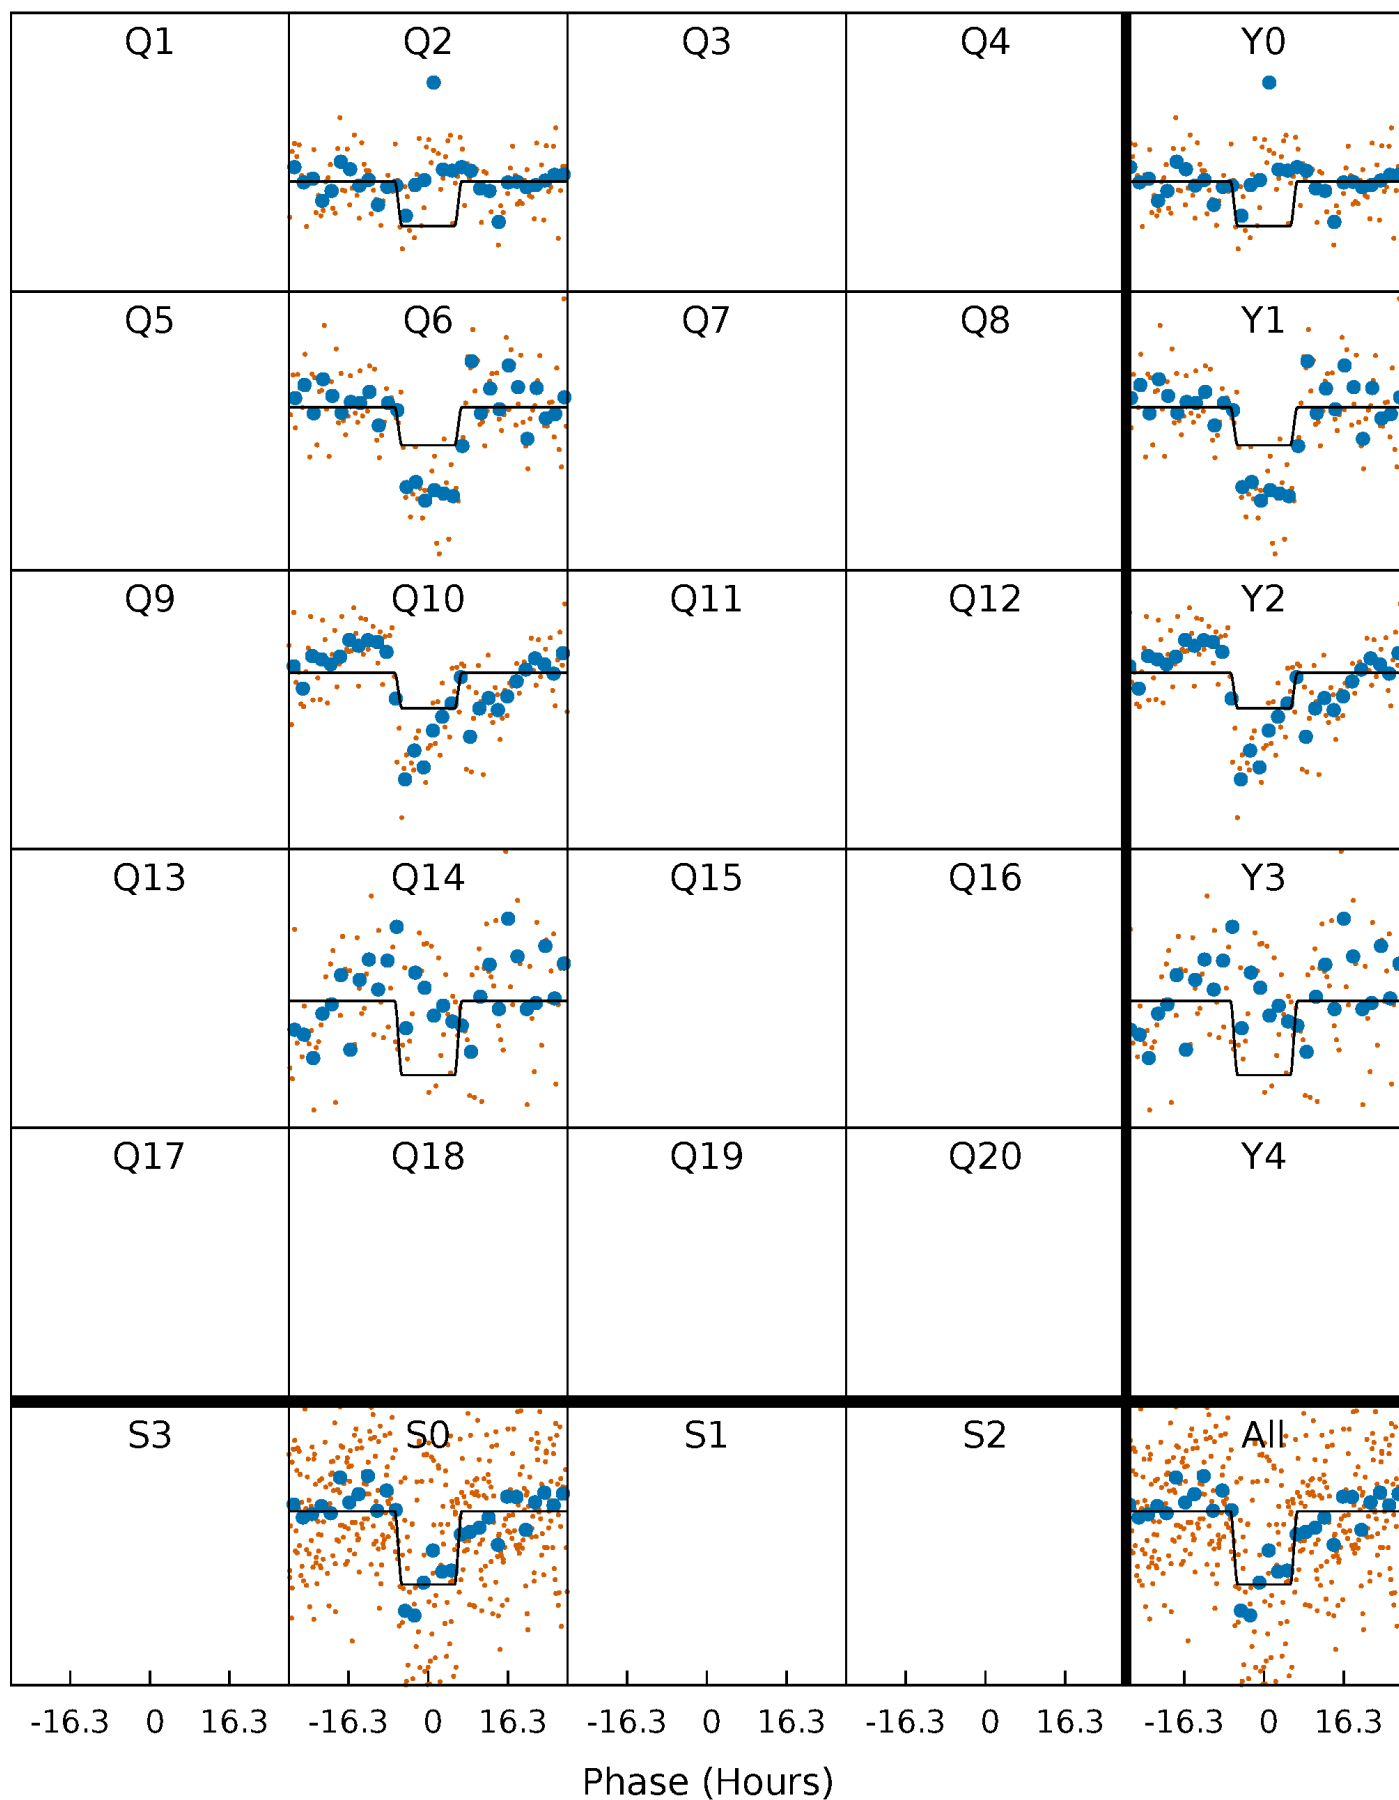 Q1 Q2 Q3 Q4 Y0
Q5 Q6 Q7 Q8 Y1
Q9 Q10 Q11 Q12 Y2
Q13 Q14 Q15 Q16 Y3
Q17 Q18 Q19 Q20 Y4
S3 S0 S1 S2 All
-16.3 0 16.3 -16.3 0 16.3 -16.3 0 16.3 -16.3 0 16.3 -16.3 0 16.3
Phase (Hours)